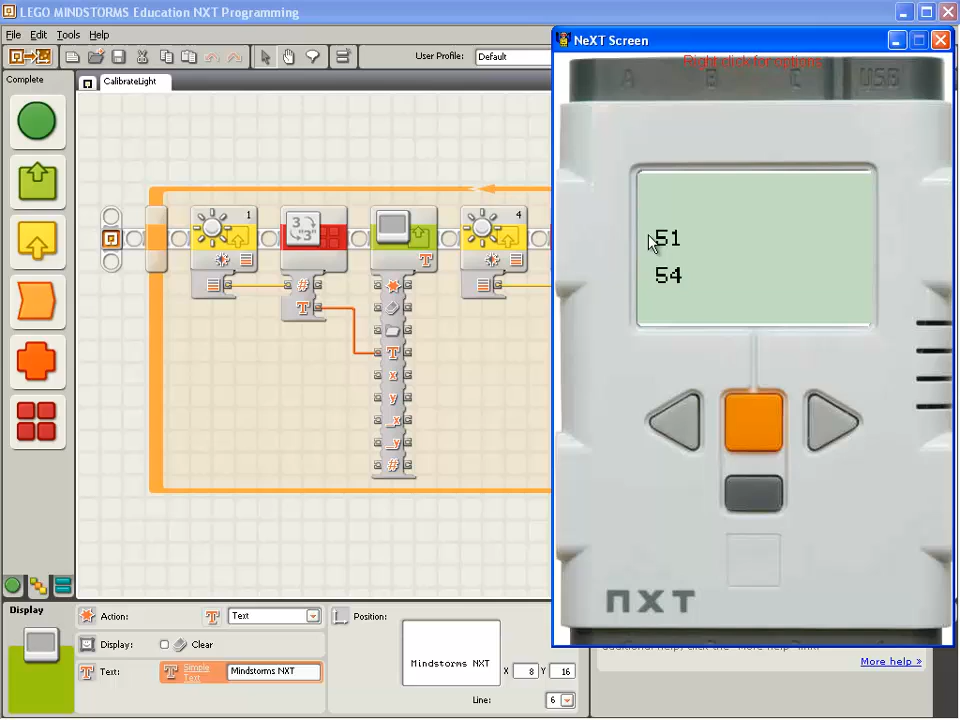 LEGO MINDSTORMS Education NXT Programming
File Edit Tools Help
User Profile: Default
Complete
CalibrateLight
NeXT Screen
Right click for options
A B C USB
51
54
nXT
1
3
"3"
T
4
#
T
T
x
y
x
y
#
Display
Action: T Text
Display: Clear
Text: T Simple Text Mindstorms NXT
Position:
Mindstorms NXT
X 8 Y 16
Line: 6
More help »